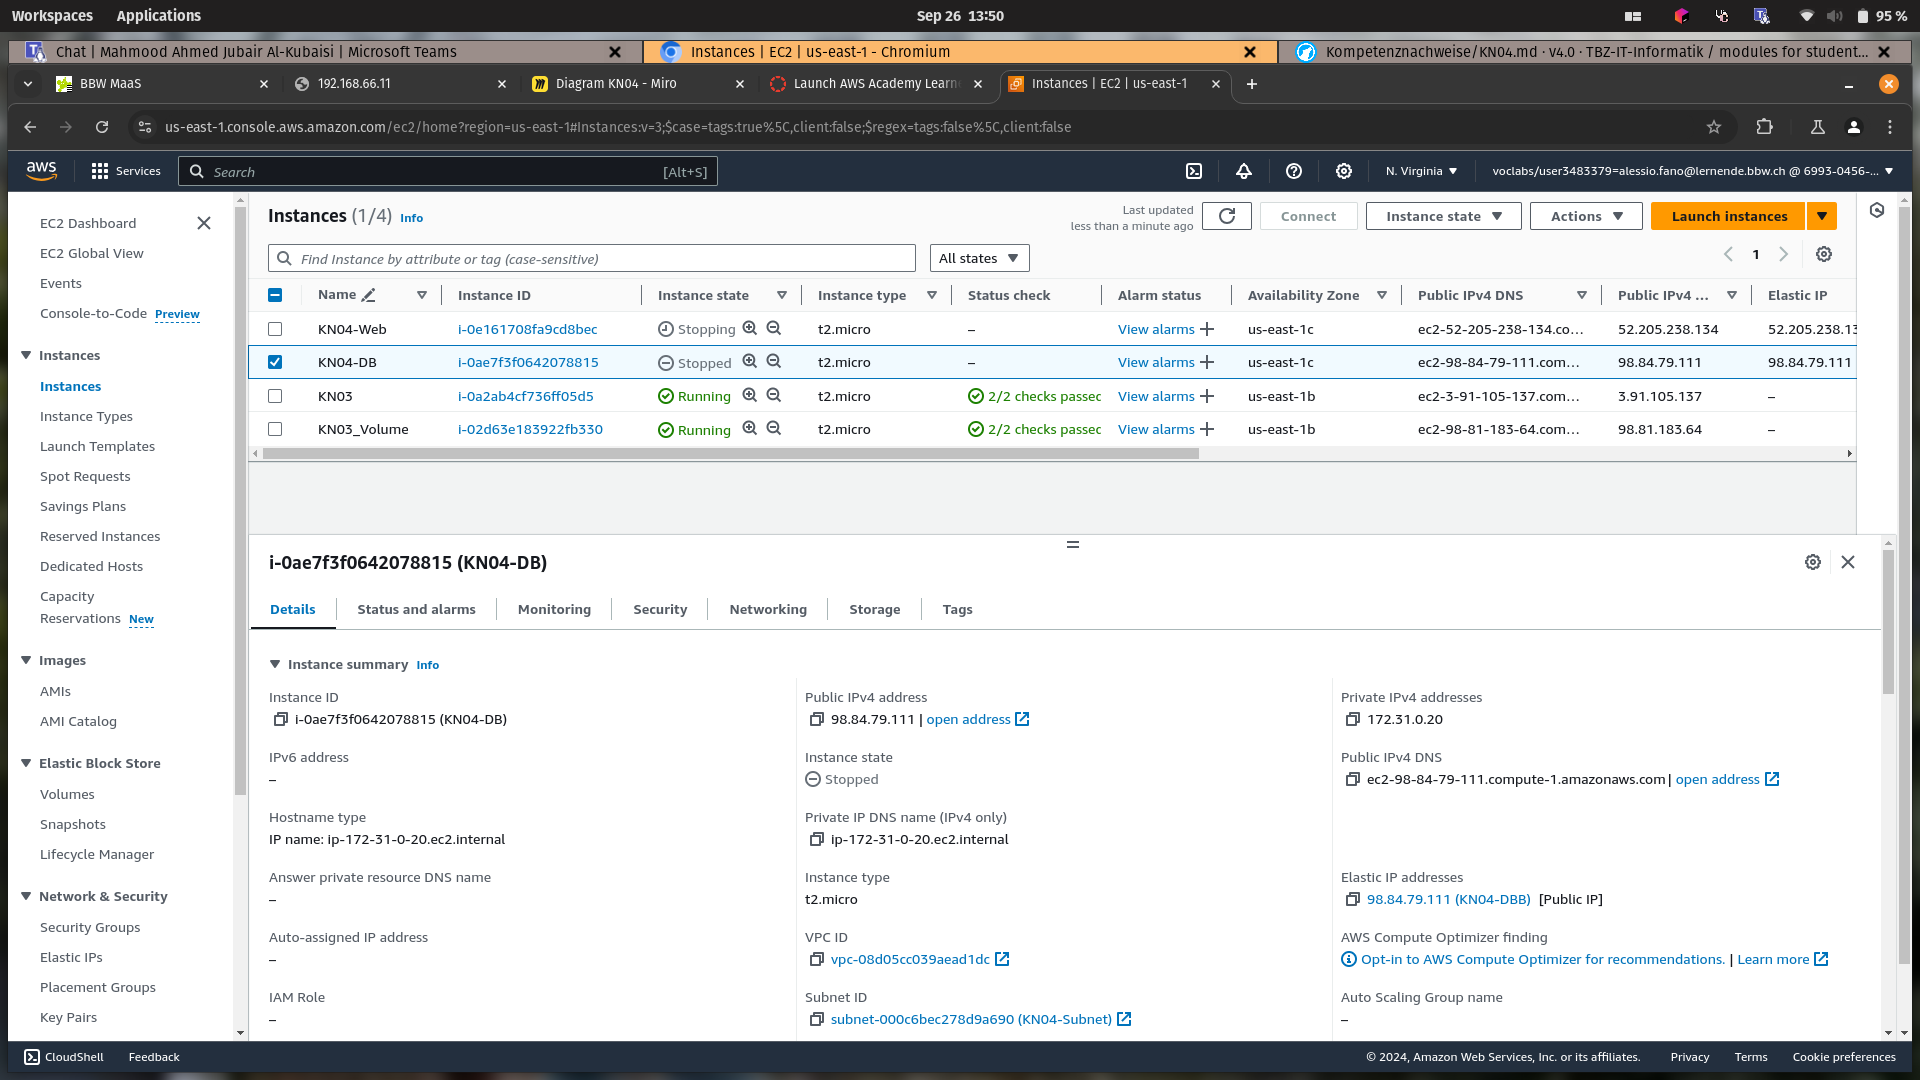 Workspaces Applications Sep 26 13:50 95 %
Chat | Mahmood Ahmed Jubair Al-Kubaisi | Microsoft Teams
Instances | EC2 | us-east-1 - Chromium
Kompetenznachweise/KN04.md · v4.0 · TBZ-IT-Informatik / modules for student...
BBW MaaS
192.168.66.11
Diagram KN04 - Miro
Launch AWS Academy Learn
Instances | EC2 | us-east-1
us-east-1.console.aws.amazon.com/ec2/home?region=us-east-1#Instances:v=3;$case=tags:true%5C,client:false;$regex=tags:false%5C,client:false
aws Services Search [Alt+S] N. Virginia voclabs/user3483379=alessio.fano@lernende.bbw.ch @ 6993-0456-...
EC2 Dashboard
EC2 Global View
Events
Console-to-Code Preview
Instances
Instances
Instance Types
Launch Templates
Spot Requests
Savings Plans
Reserved Instances
Dedicated Hosts
Capacity
Reservations New
Images
AMIs
AMI Catalog
Elastic Block Store
Volumes
Snapshots
Lifecycle Manager
Network & Security
Security Groups
Elastic IPs
Placement Groups
Key Pairs
Instances (1/4) Info
Last updated
less than a minute ago
Connect Instance state Actions Launch instances
Find Instance by attribute or tag (case-sensitive) All states 1
Name Instance ID Instance state Instance type Status check Alarm status Availability Zone Public IPv4 DNS Public IPv4 ... Elastic IP
KN04-Web i-0e161708fa9cd8bec Stopping t2.micro – View alarms us-east-1c ec2-52-205-238-134.co... 52.205.238.134 52.205.238.13
KN04-DB i-0ae7f3f0642078815 Stopped t2.micro – View alarms us-east-1c ec2-98-84-79-111.com... 98.84.79.111 98.84.79.111
KN03 i-0a2ab4cf736ff05d5 Running t2.micro 2/2 checks passec View alarms us-east-1b ec2-3-91-105-137.com... 3.91.105.137 –
KN03_Volume i-02d63e183922fb330 Running t2.micro 2/2 checks passec View alarms us-east-1b ec2-98-81-183-64.com... 98.81.183.64 –
i-0ae7f3f0642078815 (KN04-DB)
Details Status and alarms Monitoring Security Networking Storage Tags
Instance summary Info
Instance ID Public IPv4 address Private IPv4 addresses
i-0ae7f3f0642078815 (KN04-DB) 98.84.79.111 | open address 172.31.0.20
IPv6 address Instance state Public IPv4 DNS
– Stopped ec2-98-84-79-111.compute-1.amazonaws.com | open address
Hostname type Private IP DNS name (IPv4 only)
IP name: ip-172-31-0-20.ec2.internal ip-172-31-0-20.ec2.internal
Answer private resource DNS name Instance type Elastic IP addresses
– t2.micro 98.84.79.111 (KN04-DBB) [Public IP]
Auto-assigned IP address VPC ID AWS Compute Optimizer finding
– vpc-08d05cc039aead1dc Opt-in to AWS Compute Optimizer for recommendations. | Learn more
IAM Role Subnet ID Auto Scaling Group name
– subnet-000c6bec278d9a690 (KN04-Subnet) –
CloudShell Feedback © 2024, Amazon Web Services, Inc. or its affiliates. Privacy Terms Cookie preferences